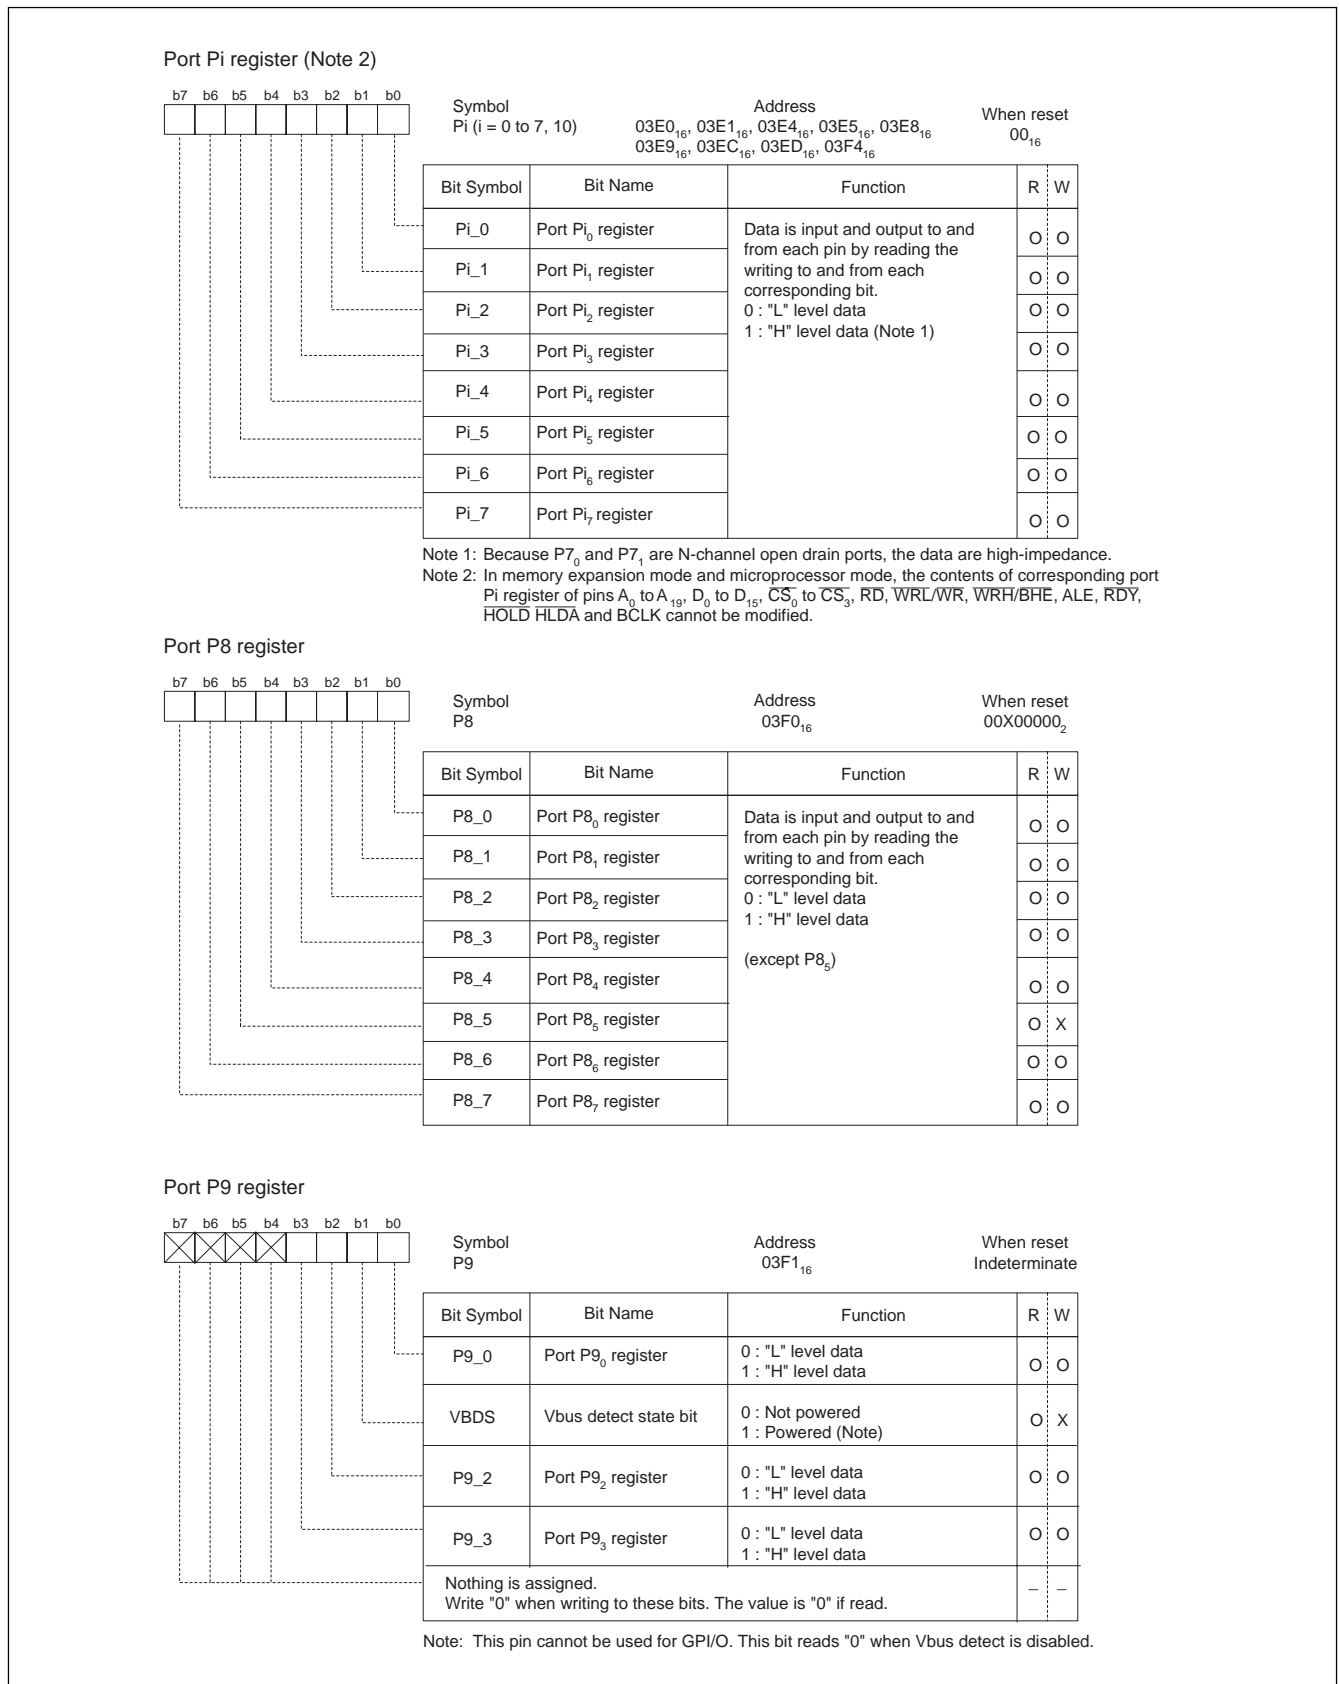 Port Pi register (Note 2)
b7 b6 b5 b4 b3 b2 b1 b0
Symbol Address When reset
Pi (i = 0 to 7, 10) 03E0₁₆, 03E1₁₆, 03E4₁₆, 03E5₁₆, 03E8₁₆ 00₁₆
03E9₁₆, 03EC₁₆, 03ED₁₆, 03F4₁₆
Bit Symbol Bit Name Function R W
Pi_0 Port Pi₀ register Data is input and output to and O O
from each pin by reading the
Pi_1 Port Pi₁ register writing to and from each O O
corresponding bit.
Pi_2 Port Pi₂ register 0 : "L" level data O O
1 : "H" level data (Note 1)
Pi_3 Port Pi₃ register O O
Pi_4 Port Pi₄ register O O
Pi_5 Port Pi₅ register O O
Pi_6 Port Pi₆ register O O
Pi_7 Port Pi₇ register O O
Note 1: Because P7₀ and P7₁ are N-channel open drain ports, the data are high-impedance.
Note 2: In memory expansion mode and microprocessor mode, the contents of corresponding port
Pi register of pins A₀ to A₁₉, D₀ to D₁₅, C̅S̅₀ to C̅S̅₃, R̅D̅, W̅R̅L̅/W̅R̅, W̅R̅H̅/B̅H̅E̅, ALE, R̅D̅Y̅,
H̅O̅L̅D̅ H̅L̅D̅A̅ and BCLK cannot be modified.
Port P8 register
b7 b6 b5 b4 b3 b2 b1 b0
Symbol Address When reset
P8 03F0₁₆ 00X00000₂
Bit Symbol Bit Name Function R W
P8_0 Port P8₀ register Data is input and output to and O O
from each pin by reading the
P8_1 Port P8₁ register writing to and from each O O
corresponding bit.
P8_2 Port P8₂ register 0 : "L" level data O O
1 : "H" level data
P8_3 Port P8₃ register O O
(except P8₅)
P8_4 Port P8₄ register O O
P8_5 Port P8₅ register O X
P8_6 Port P8₆ register O O
P8_7 Port P8₇ register O O
Port P9 register
b7 b6 b5 b4 b3 b2 b1 b0
Symbol Address When reset
P9 03F1₁₆ Indeterminate
Bit Symbol Bit Name Function R W
P9_0 Port P9₀ register 0 : "L" level data O O
1 : "H" level data
VBDS Vbus detect state bit 0 : Not powered O X
1 : Powered (Note)
P9_2 Port P9₂ register 0 : "L" level data O O
1 : "H" level data
P9_3 Port P9₃ register 0 : "L" level data O O
1 : "H" level data
Nothing is assigned. – –
Write "0" when writing to these bits. The value is "0" if read.
Note: This pin cannot be used for GPI/O. This bit reads "0" when Vbus detect is disabled.